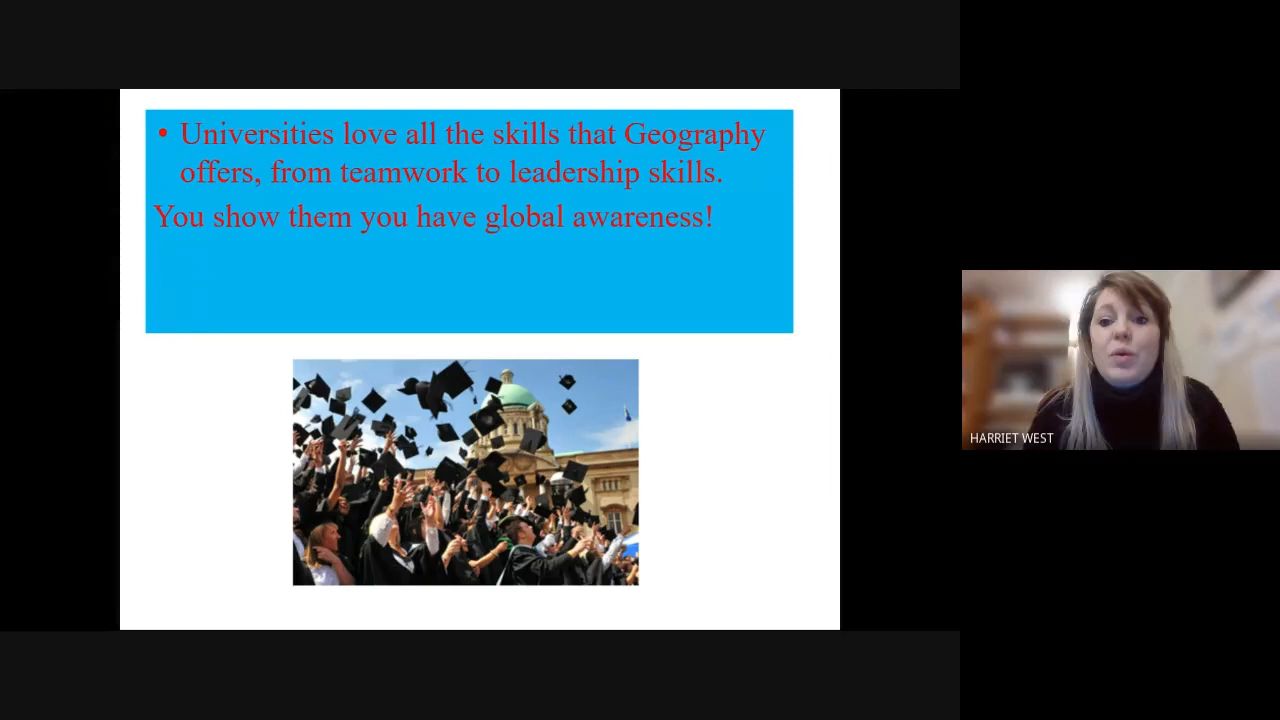 • Universities love all the skills that Geography
offers, from teamwork to leadership skills.
You show them you have global awareness!
HARRIET WEST